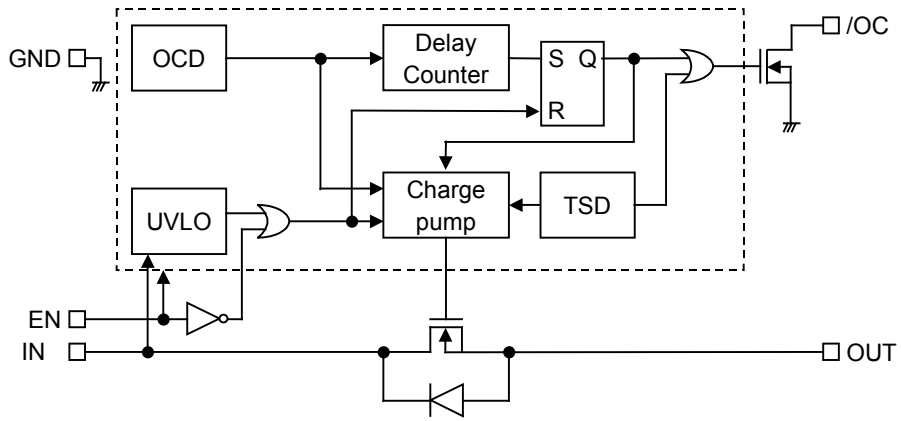 GND
OCD
Delay
Counter
S Q
R
/OC
UVLO
Charge
pump
TSD
EN
IN
OUT